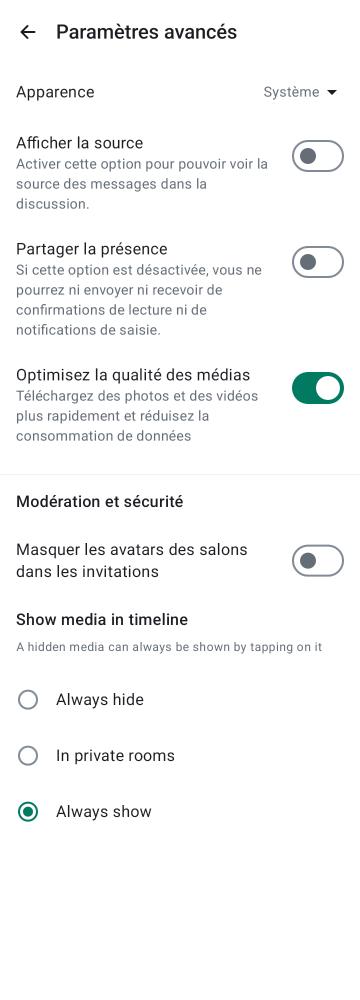 Paramètres avancés
Apparence
Système
Afficher la source
Activer cette option pour pouvoir voir la
source des messages dans la
discussion.
Partager la présence
Si cette option est désactivée, vous ne
pourrez ni envoyer ni recevoir de
confirmations de lecture ni de
notifications de saisie.
Optimisez la qualité des médias
Téléchargez des photos et des vidéos
plus rapidement et réduisez la
consommation de données
Modération et sécurité
Masquer les avatars des salons
dans les invitations
Show media in timeline
A hidden media can always be shown by tapping on it
Always hide
In private rooms
Always show